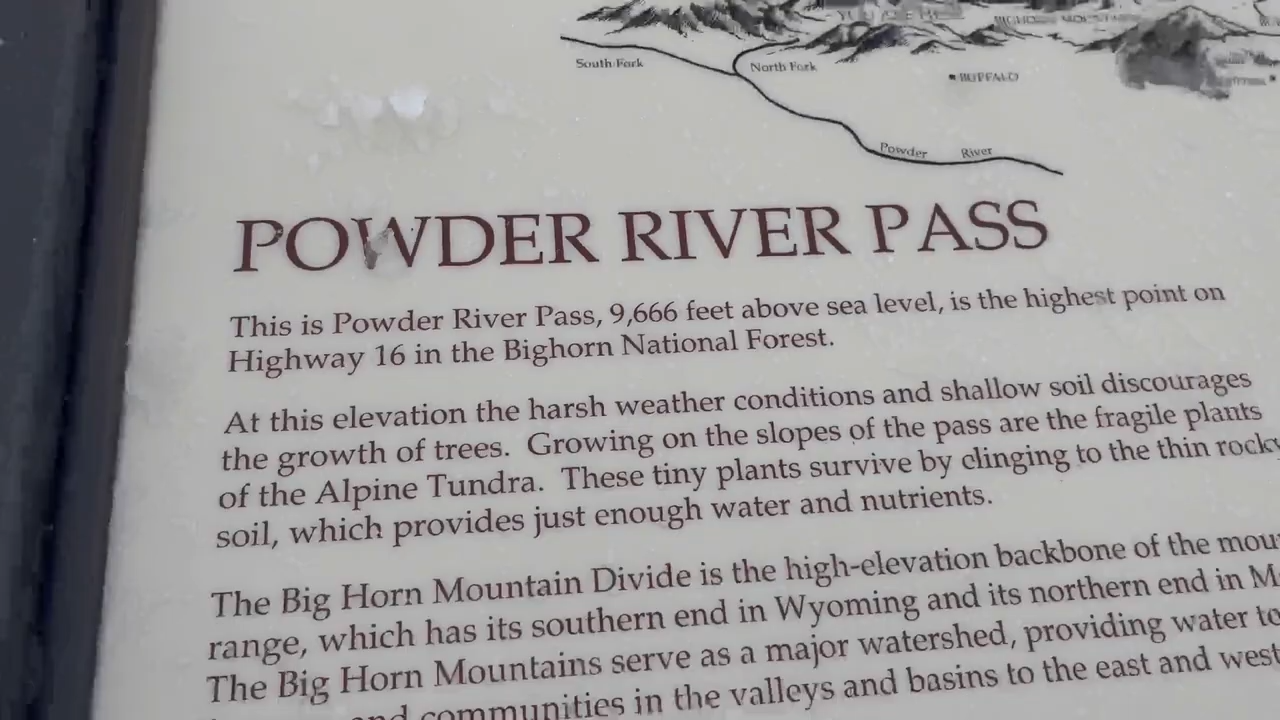 YOU ARE HERE
South Fork
North Fork
BUFFALO
Powder River
POWDER RIVER PASS
This is Powder River Pass, 9,666 feet above sea level, is the highest point on
Highway 16 in the Bighorn National Forest.
At this elevation the harsh weather conditions and shallow soil discourages
the growth of trees. Growing on the slopes of the pass are the fragile plants
of the Alpine Tundra. These tiny plants survive by clinging to the thin rocky
soil, which provides just enough water and nutrients.
The Big Horn Mountain Divide is the high-elevation backbone of the
range, which has its southern end in Wyoming and its northern end in
The Big Horn Mountains serve as a major watershed, providing water to
and communities in the valleys and basins to the east and west